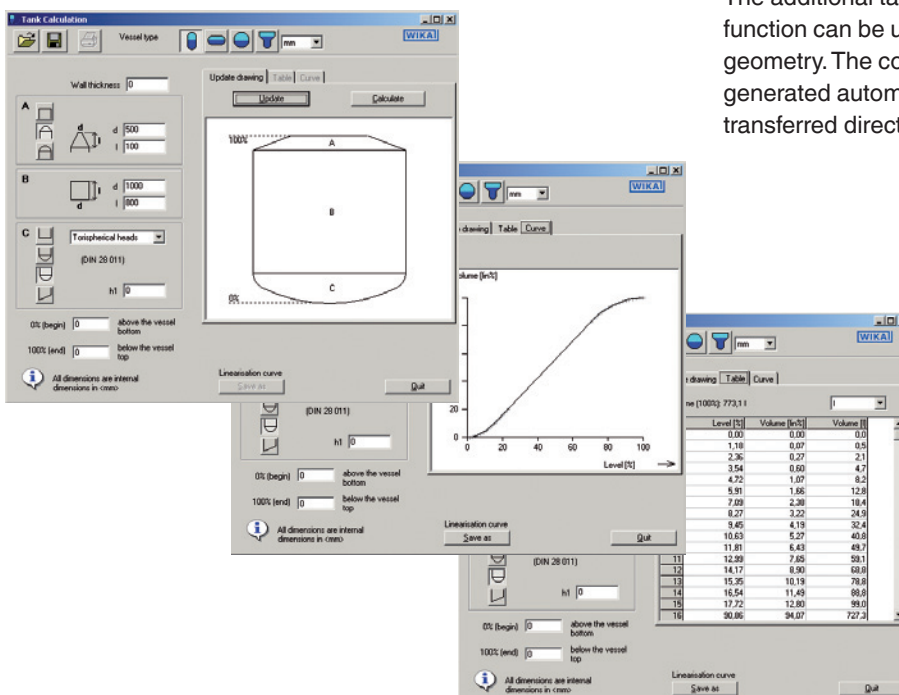 The additional ta
function can be u
geometry. The co
generated autom
transferred direct
Tank Calculation
Vessel type
mm
WIKA
Wall thickness 0
Update drawing Table Curve
Update Calculate
A
d
l
d 500
l 100
B
d
l
d 1000
l 800
C
Torispherical heads
(DIN 28 011)
h1 0
0% (begin) 0 above the vessel
bottom
100% (end) 0 below the vessel
top
All dimensions are internal
dimensions in <mm>
100%
A
B
C
0%
Linearisation curve
Save as
Quit
mm
WIKA
drawing Table Curve
olume [lin%]
20
0
0 20 40 60 80 100
Level [%]
(DIN 28 011)
h1 0
0% (begin) 0 above the vessel
bottom
100% (end) 0 below the vessel
top
All dimensions are internal
dimensions in <mm>
Linearisation curve
Save as
Quit
mm
WIKA
drawing Table Curve
me (100%): 773,1 l
l
Level [%] Volume [lin%] Volume [l]
0,00 0,00 0,0
1,18 0,07 0,5
2,36 0,27 2,1
3,54 0,60 4,7
4,72 1,07 8,2
5,91 1,66 12,8
7,09 2,38 18,4
8,27 3,22 24,9
9,45 4,19 32,4
10,63 5,27 40,8
11,81 6,43 49,7
11 12,99 7,65 59,1
12 14,17 8,90 68,8
13 15,35 10,19 78,8
14 16,54 11,49 88,8
15 17,72 12,80 99,0
16 90,86 94,07 727,3
(DIN 28 011)
h1 0
0% (begin) 0 above the vessel
bottom
100% (end) 0 below the vessel
top
All dimensions are internal
dimensions in <mm>
Linearisation curve
Save as
Quit